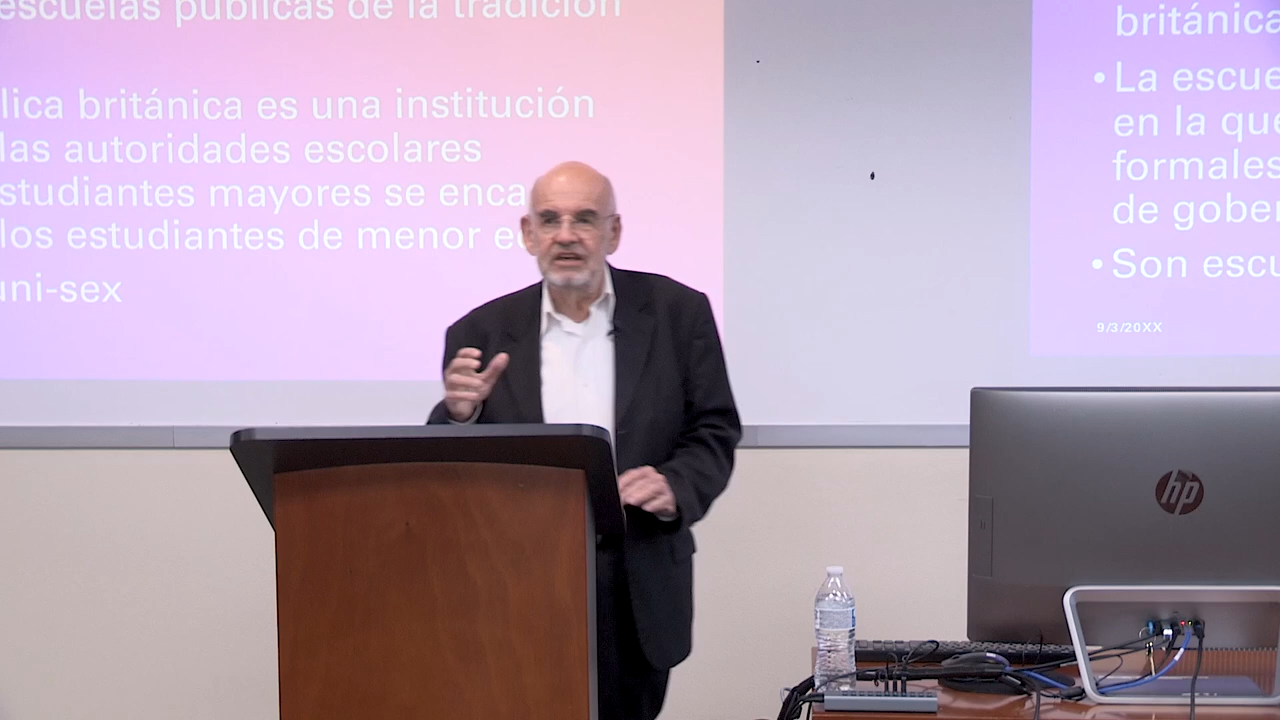 escuelas públicas de la tradición
lica británica es una institución
las autoridades escolares
studiantes mayores se enca
los estudiantes de menor e
uni-sex
británica
• La escue
en la que
formales
de gober
• Son escu
9/3/20XX
hp